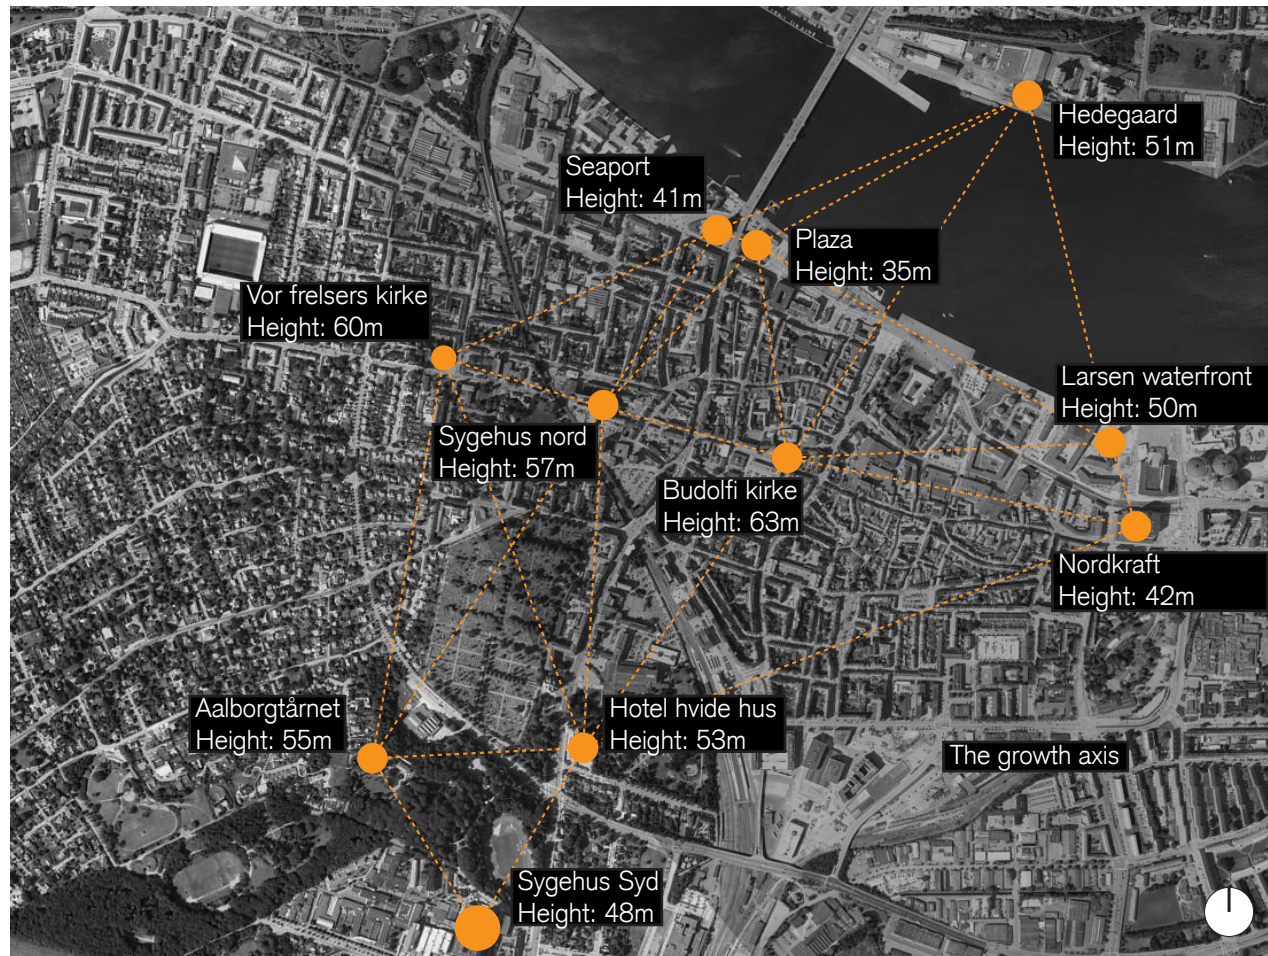 Hedegaard
Height: 51m
Seaport
Height: 41m
Plaza
Height: 35m
Vor frelsers kirke
Height: 60m
Larsen waterfront
Height: 50m
Sygehus nord
Height: 57m
Budolfi kirke
Height: 63m
Nordkraft
Height: 42m
Aalborgtårnet
Height: 55m
Hotel hvide hus
Height: 53m
The growth axis
Sygehus Syd
Height: 48m